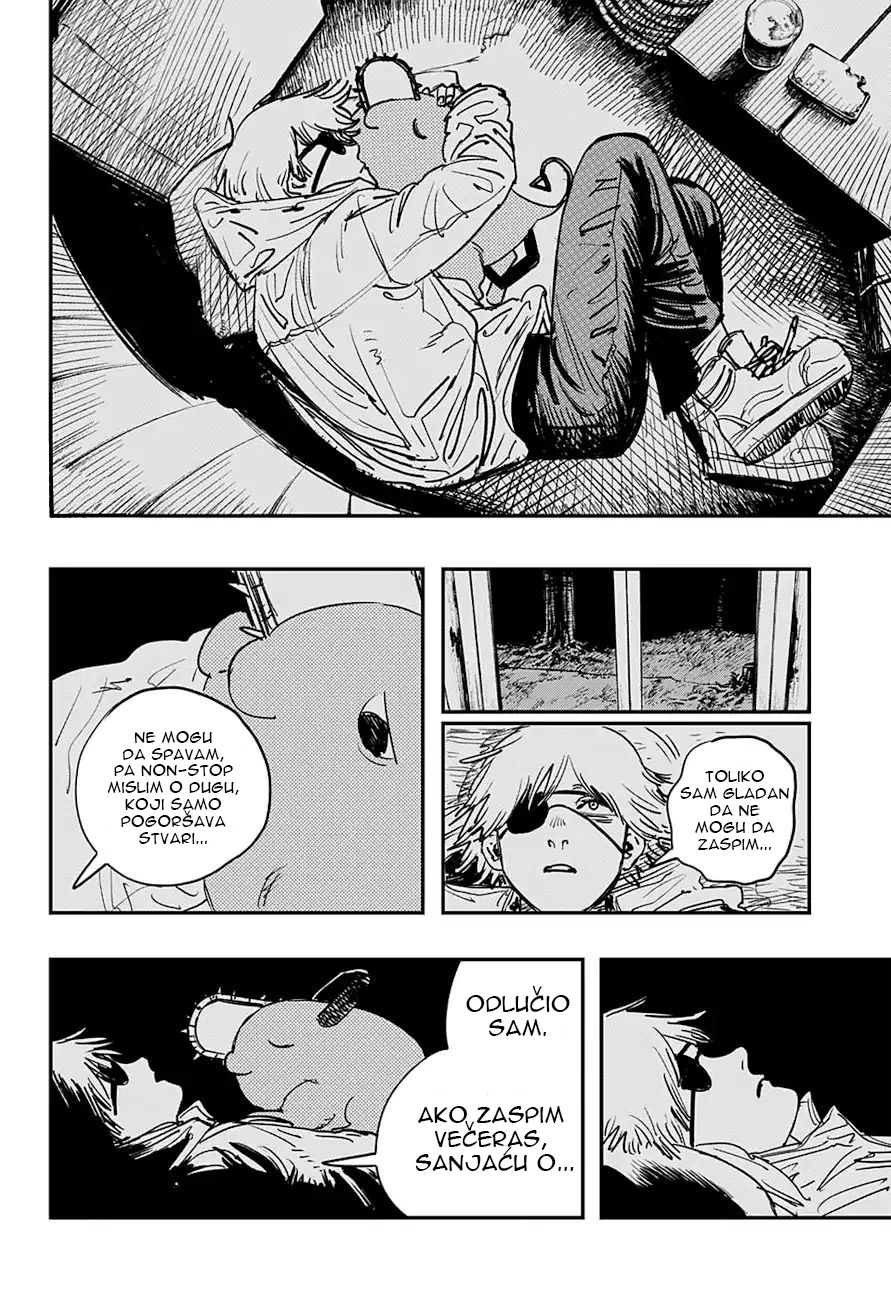 TOLIKO
SAM GLADAN
DA NE
MOGU DA
ZASPIM...
NE MOGU
DA SPAVAM,
PA NON-STOP
MISLIM O DUGU,
KOJI SAMO
POGORŠAVA
STVARI...
ODLUČIO
SAM.
AKO ZASPIM
VEČERAS,
SANJAĆU O...